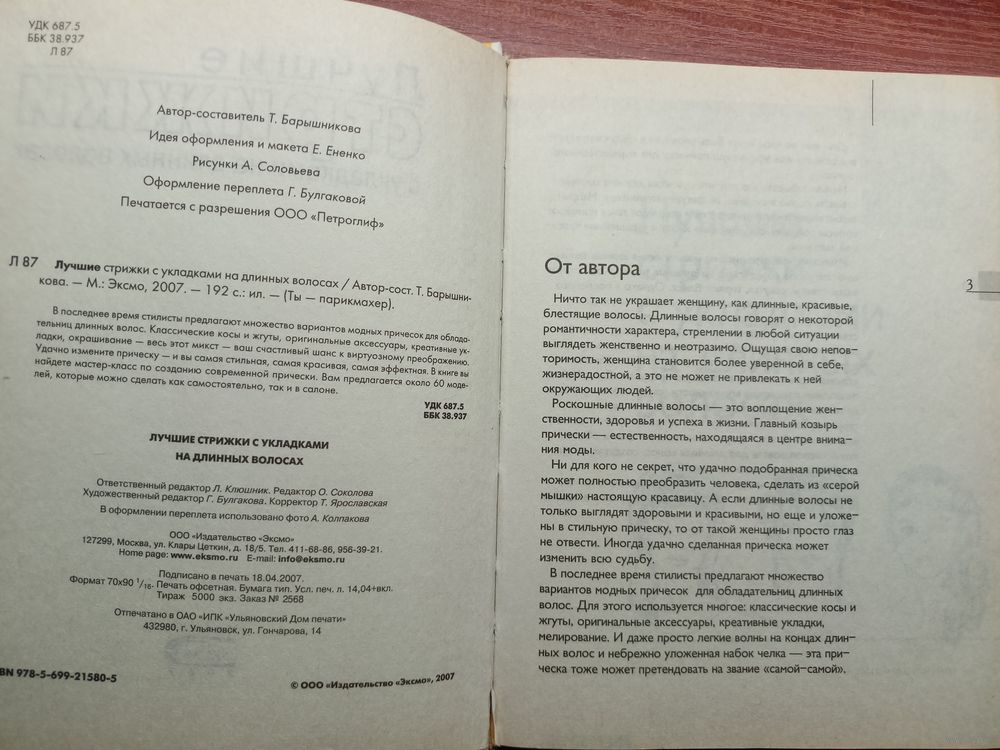 УДК 687.5
ББК 38.937
Л 87
Автор-составитель Т. Барышникова
Идея оформления и макета Е. Ененко
Рисунки А. Соловьева
Оформление переплета Г. Булгаковой
Печатается с разрешения ООО «Петроглиф»
Л 87 Лучшие стрижки с укладками на длинных волосах / Автор-сост. Т. Барышни-
кова. — М.: Эксмо, 2007. — 192 с.: ил. — (Ты — парикмахер).
В последнее время стилисты предлагают множество вариантов модных причесок для облада-
тельниц длинных волос. Классические косы и жгуты, оригинальные аксессуары, креативные ук-
ладки, окрашивание — весь этот микст — ваш счастливый шанс к виртуозному преображению.
Удачно измените прическу — и вы самая стильная, самая красивая, самая эффектная. В книге вы
найдете мастер-класс по созданию современной прически. Вам предлагается около 60 моде-
лей, которые можно сделать как самостоятельно, так и в салоне.
УДК 687.5
ББК 38.937
ЛУЧШИЕ СТРИЖКИ С УКЛАДКАМИ
НА ДЛИННЫХ ВОЛОСАХ
Ответственный редактор Л. Клюшник. Редактор О. Соколова
Художественный редактор Г. Булгакова. Корректор Т. Ярославская
В оформлении переплета использовано фото А. Колпакова
ООО «Издательство «Эксмо»
127299, Москва, ул. Клары Цеткин, д. 18/5. Тел. 411-68-86, 956-39-21.
Home page: www.eksmo.ru E-mail: info@eksmo.ru
Подписано в печать 18.04.2007.
Формат 70x90 1/16. Печать офсетная. Бумага тип. Усл. печ. л. 14,04+вкл.
Тираж 5000 экз. Заказ № 2568
Отпечатано в ОАО «ИПК «Ульяновский Дом печати»
432980, г. Ульяновск, ул. Гончарова, 14
BN 978-5-699-21580-5
© ООО «Издательство «Эксмо», 2007
3
От автора
Ничто так не украшает женщину, как длинные, красивые,
блестящие волосы. Длинные волосы говорят о некоторой
романтичности характера, стремлении в любой ситуации
выглядеть женственно и неотразимо. Ощущая свою непов-
торимость, женщина становится более уверенной в себе,
жизнерадостной, а это не может не привлекать к ней
окружающих людей.
Роскошные длинные волосы — это воплощение жен-
ственности, здоровья и успеха в жизни. Главный козырь
прически — естественность, находящаяся в центре внима-
ния моды.
Ни для кого не секрет, что удачно подобранная прическа
может полностью преобразить человека, сделать из «серой
мышки» настоящую красавицу. А если длинные волосы не
только выглядят здоровыми и красивыми, но еще и уложе-
ны в стильную прическу, то от такой женщины просто глаз
не отвести. Иногда удачно сделанная прическа может
изменить всю судьбу.
В последнее время стилисты предлагают множество
вариантов модных причесок для обладательниц длинных
волос. Для этого используется многое: классические косы и
жгуты, оригинальные аксессуары, креативные укладки,
мелирование. И даже просто легкие волны на концах длин-
ных волос и небрежно уложенная набок челка — эта при-
ческа тоже может претендовать на звание «самой-самой».